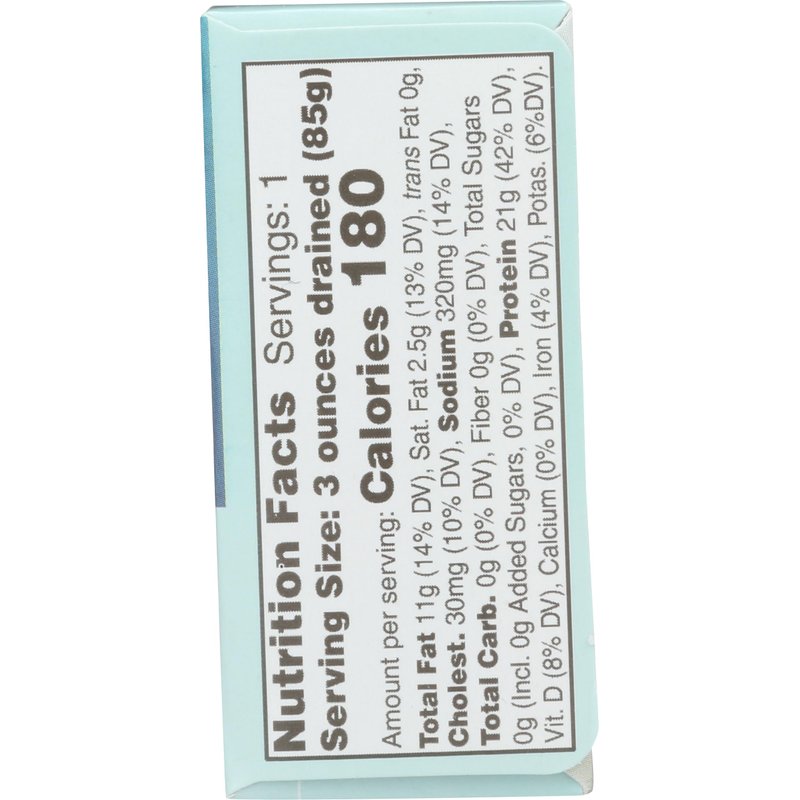 Nutrition Facts Servings: 1
Serving Size: 3 ounces drained (85g)
Amount per serving: Calories 180
Total Fat 11g (14% DV), Sat. Fat 2.5g (13% DV), trans Fat 0g,
Cholest. 30mg (10% DV), Sodium 320mg (14% DV),
Total Carb. 0g (0% DV), Fiber 0g (0% DV), Total Sugars
0g (Incl. 0g Added Sugars, 0% DV), Protein 21g (42% DV),
Vit. D (8% DV), Calcium (0% DV), Iron (4% DV), Potas. (6%DV).